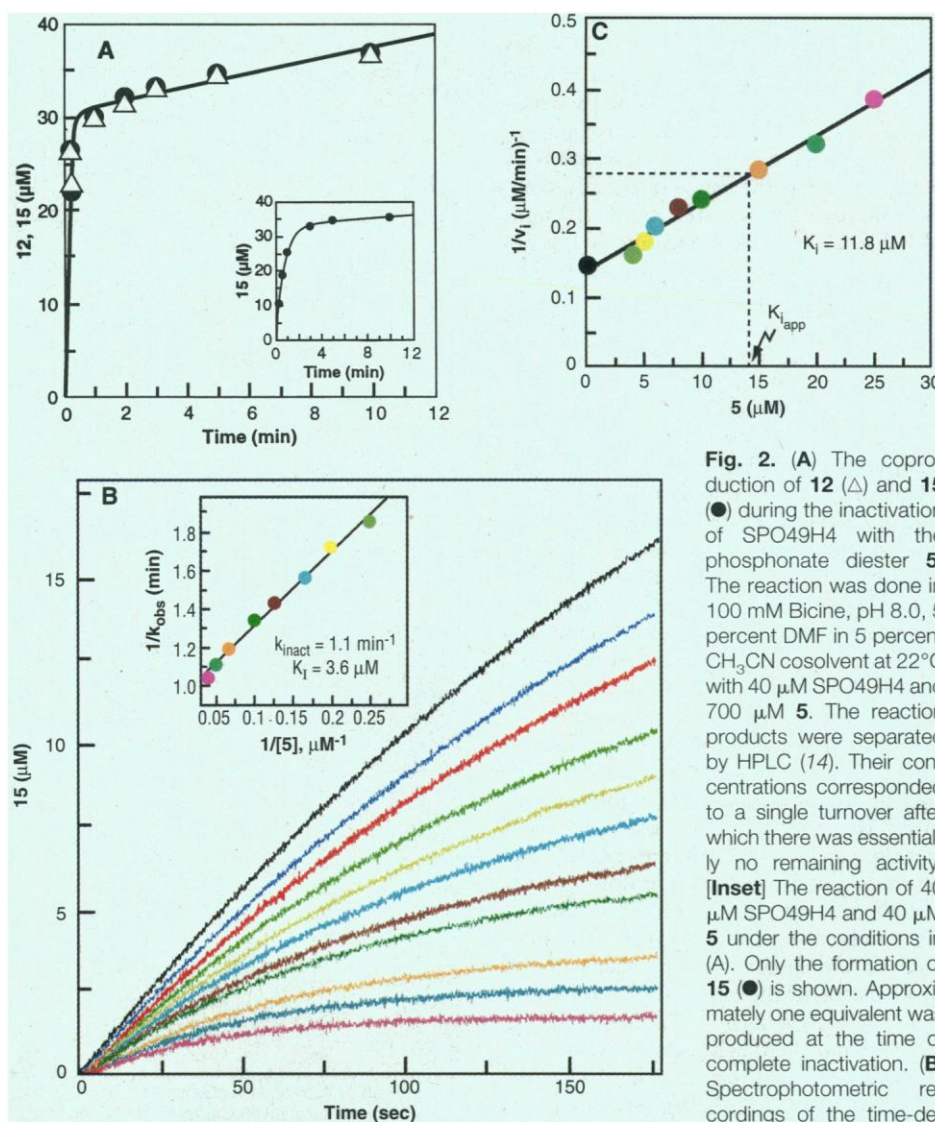 A
40
30
20
10
0
12, 15 (μM)
0 2 4 6 8 10 12
Time (min)
40
30
20
10
0
15 (μM)
0 4 8 12
Time (min)
C
0.5
0.4
0.3
0.2
0.1
0
1/vi (μM/min)-1
Ki = 11.8 μM
Kiapp
0 5 10 15 20 25 30
5 (μM)
B
15
10
5
0
15 (μM)
0 50 100 150
Time (sec)
1.8
1.6
1.4
1.2
1.0
1/kobs (min)
kinact = 1.1 min-1
KI = 3.6 μM
0.05 0.1 0.15 0.2 0.25
1/[5], μM-1
Fig. 2. (A) The copro-
duction of 12 (△) and 15
(●) during the inactivation
of SPO49H4 with the
phosphonate diester 5.
The reaction was done in
100 mM Bicine, pH 8.0, 5
percent DMF in 5 percent
CH3CN cosolvent at 22°C
with 40 μM SPO49H4 and
700 μM 5. The reaction
products were separated
by HPLC (14). Their con
centrations corresponded
to a single turnover after
which there was essential
ly no remaining activity.
[Inset] The reaction of 40
μM SPO49H4 and 40 μM
5 under the conditions in
(A). Only the formation of
15 (●) is shown. Approxi
mately one equivalent was
produced at the time of
complete inactivation. (B)
Spectrophotometric re
cordings of the time-de